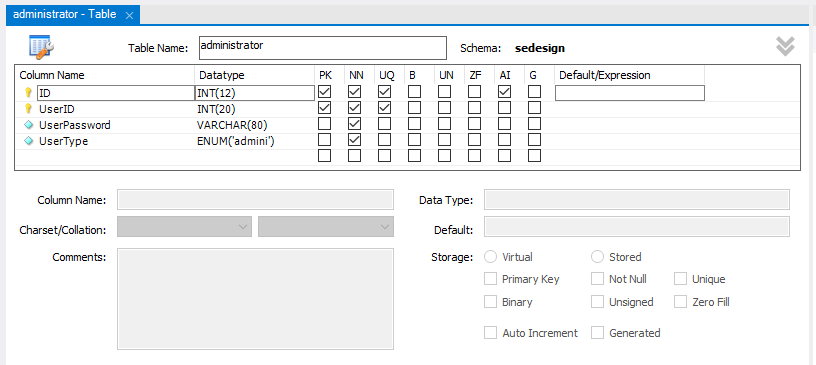 administrator - Table ×
Table Name: administrator Schema: sedesign
Column Name Datatype PK NN UQ B UN ZF AI G Default/Expression
ID INT(12)
UserID INT(20)
UserPassword VARCHAR(80)
UserType ENUM('admini')
Column Name: Data Type:
Charset/Collation: Default:
Comments: Storage: Virtual Stored
Primary Key Not Null Unique
Binary Unsigned Zero Fill
Auto Increment Generated